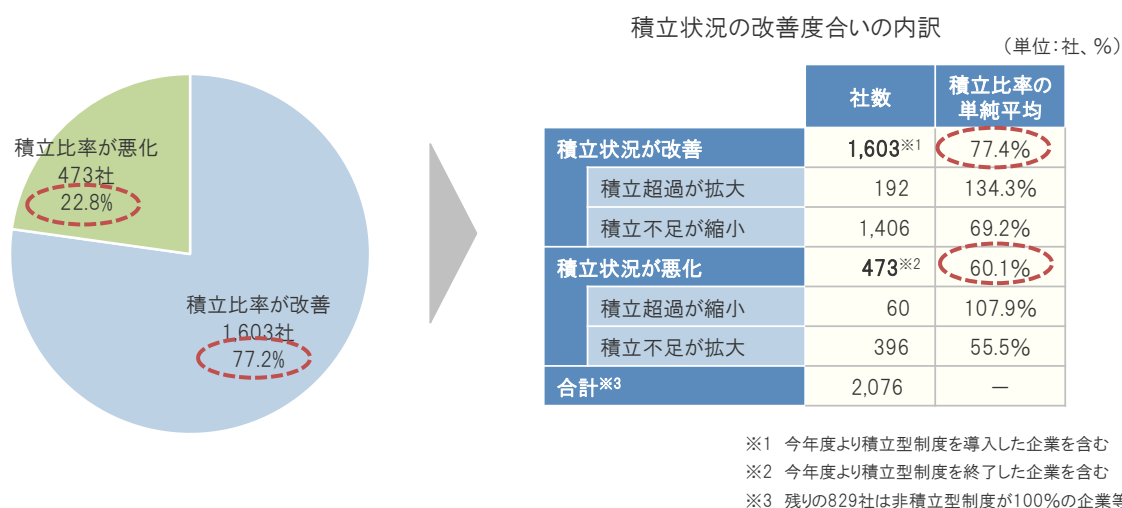 積立比率が悪化
473社
22.8%
積立比率が改善
1,603社
77.2%
積立状況の改善度合いの内訳
（単位：社、%）
社数 積立比率の
単純平均
積立状況が改善 1,603※1 77.4%
積立超過が拡大 192 134.3%
積立不足が縮小 1,406 69.2%
積立状況が悪化 473※2 60.1%
積立超過が縮小 60 107.9%
積立不足が拡大 396 55.5%
合計※3 2,076 －
※1 今年度より積立型制度を導入した企業を含む
※2 今年度より積立型制度を終了した企業を含む
※3 残りの829社は非積立型制度が100%の企業等